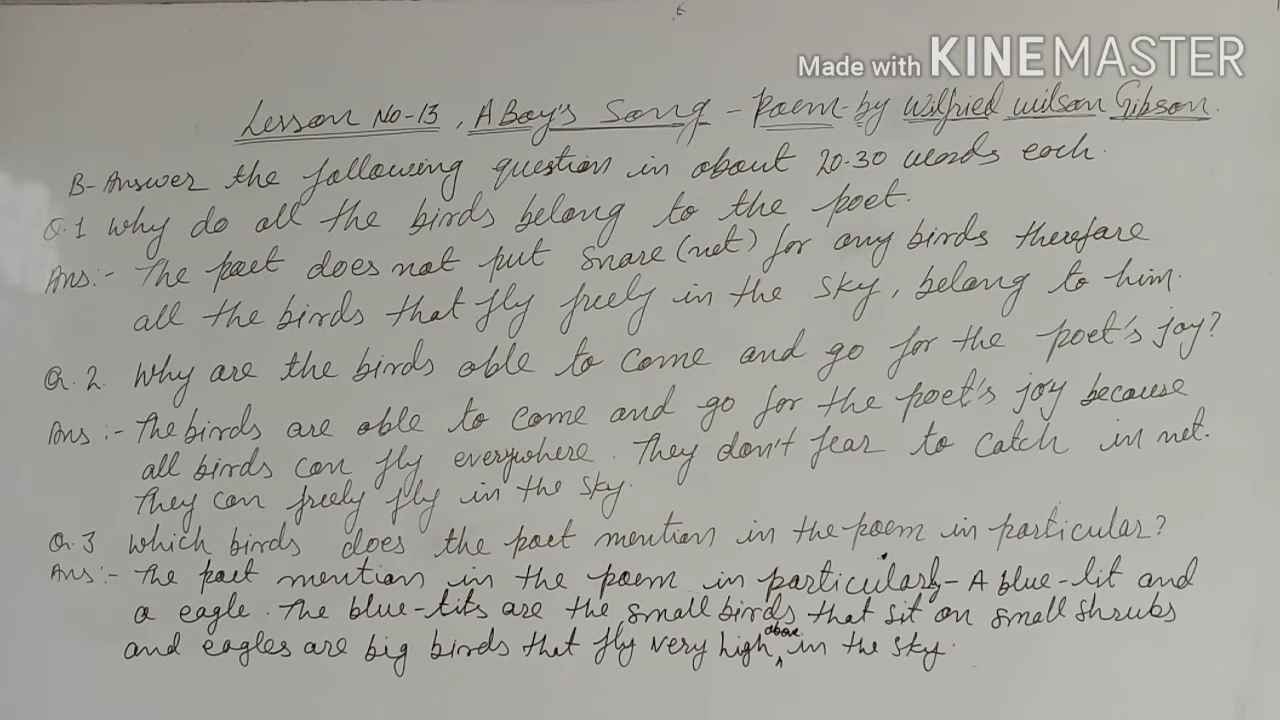 Made with KINEMASTER
Lesson No-13, A Boy's Song - Poem - by Wilfried Wilson Gibson.
B- Answer the following question in about 20-30 words each.
Q.1 Why do all the birds belong to the poet.
Ans:- The poet does not put snare (net) for any birds therefore
all the birds that fly freely in the sky, belong to him.
Q.2. Why are the birds able to come and go for the poet's joy?
Ans:- The birds are able to come and go for the poet's joy because
all birds can fly everywhere. They don't fear to catch in net.
They can freely fly in the sky.
Q.3 Which birds does the poet mention in the poem in particular?
Ans:- The poet mention in the poem in particularly - A blue-tit and
a eagle. The blue-tits are the small birds that sit on small shrubs
and eagles are big birds that fly very high above in the sky.